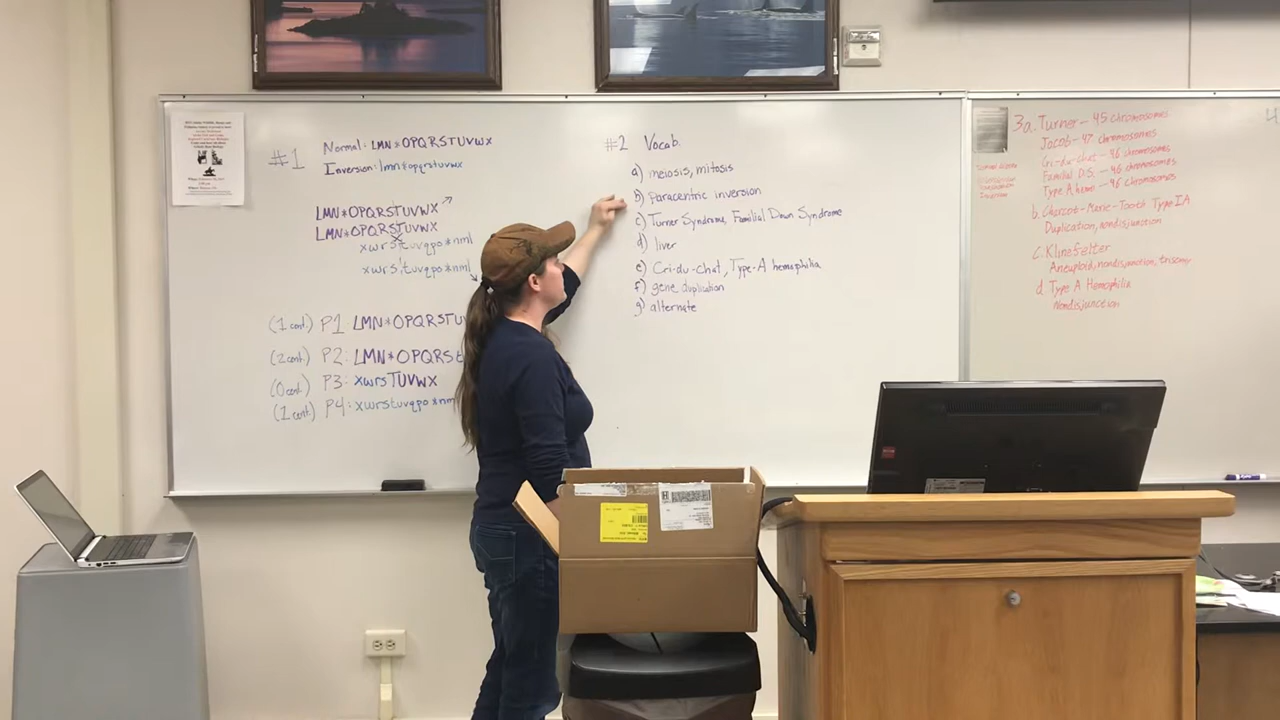 #1
Normal: LMN*OPQRSTUVWX
Inversion: lmn*opqrstuvwx
LMN*OPQRSTUVWX
LMN*OPQRSTUVWX
xwrstuvqpo*nml
xwrstuvqpo*nml
(1 cent.) P1 LMN*OPQRSTUV
(2 cent.) P2: LMN*OPQRSt
(0 cent.) P3: xwrsTUVWX
(1 cent.) P4: xwrstuvqpo*nm
#2 Vocab.
a) meiosis, mitosis
b) paracentric inversion
c) Turner Syndrome, Familial Down Syndrome
d) liver
e) Cri-du-chat, Type-A hemophilia
f) gene duplication
g) alternate
3a. Turner - 45 chromosomes
Jacob - 47 chromosomes
Cri-du-chat - 46 chromosomes
Familial D.S. - 46 chromosomes
Type A hemo - 46 chromosomes
b. Charcot-Marie-Tooth Type IA
Duplication, nondisjunction
c. Klinefelter
Aneuploid, nondisjunction, trisomy
d. Type A Hemophilia
Nondisjunction
4